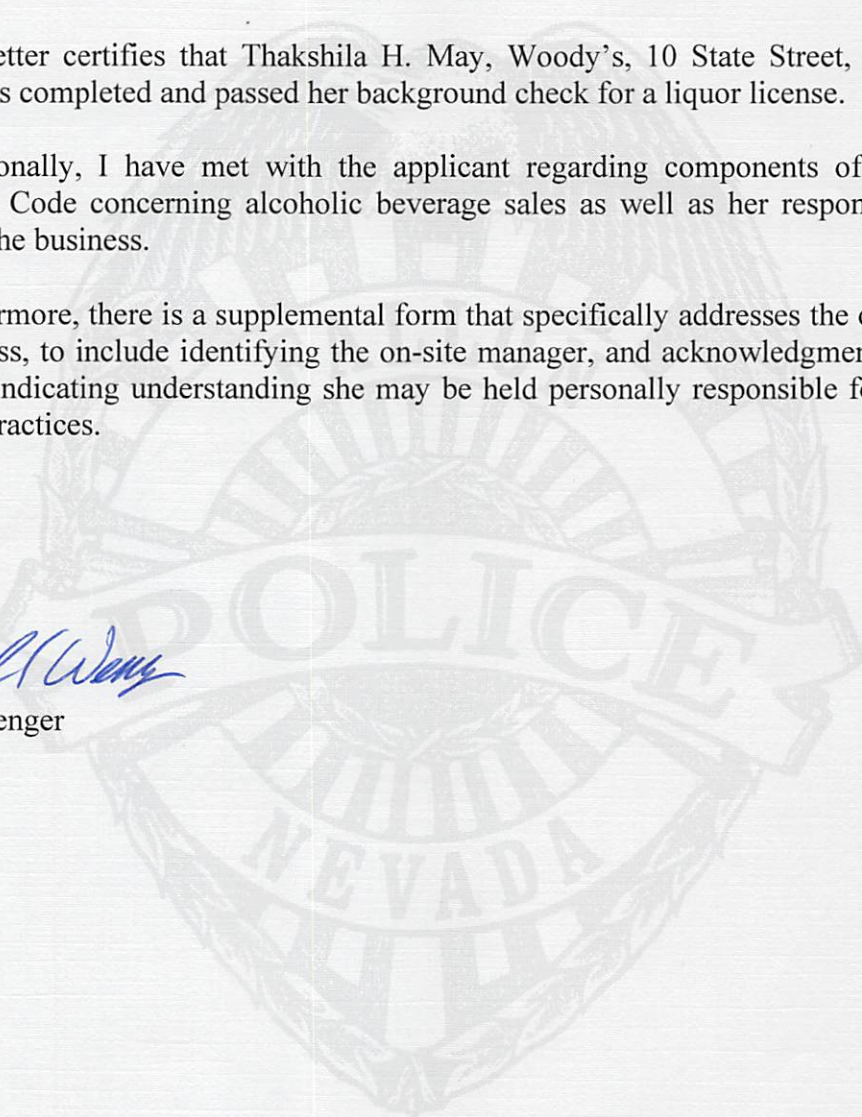 etter certifies that Thakshila H. May, Woody’s, 10 State Street,
s completed and passed her background check for a liquor license.
onally, I have met with the applicant regarding components of
Code concerning alcoholic beverage sales as well as her respon
he business.
rmore, there is a supplemental form that specifically addresses the
ss, to include identifying the on-site manager, and acknowledgmen
ndicating understanding she may be held personally responsible f
ractices.
POLICE
enger
NEVADA